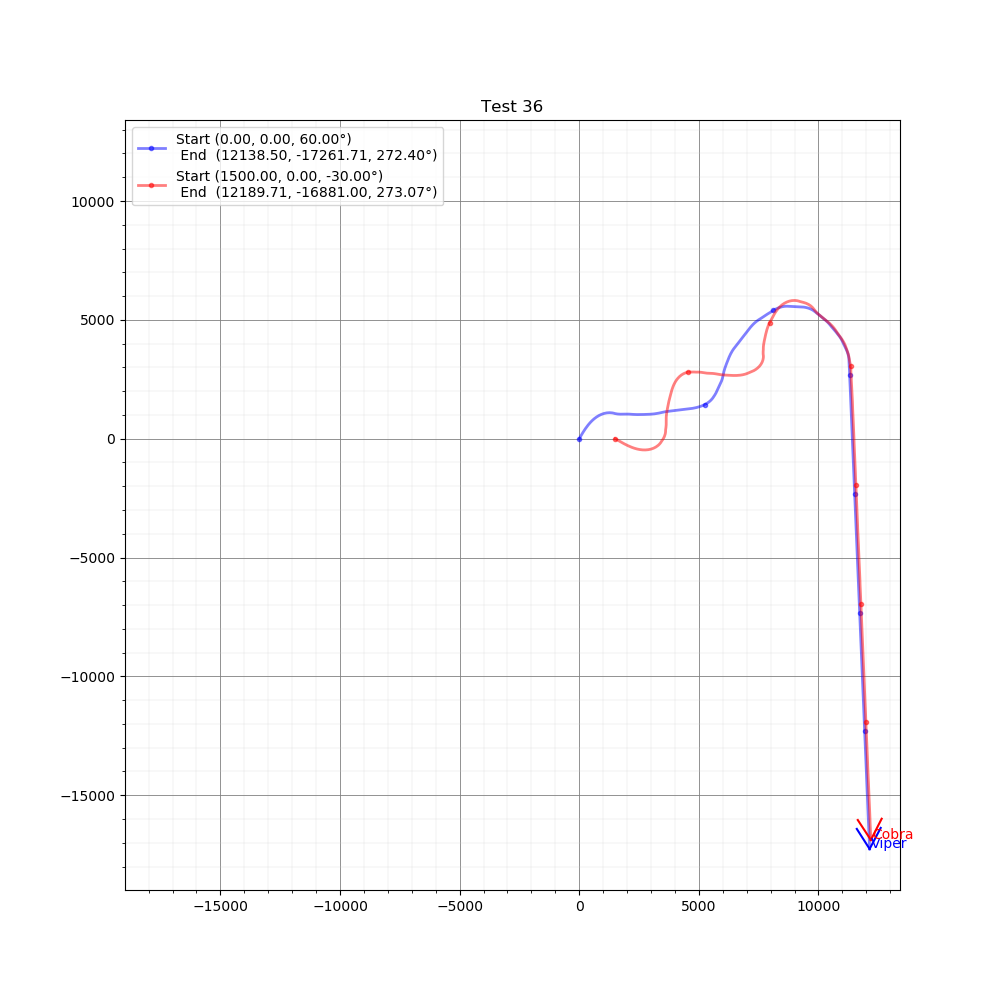 Test 36
Start (0.00, 0.00, 60.00°)
End  (12138.50, -17261.71, 272.40°)
Start (1500.00, 0.00, -30.00°)
End  (12189.71, -16881.00, 273.07°)
10000
5000
0
−5000
−10000
−15000
Cobra
Viper
−15000 −10000 −5000 0 5000 10000